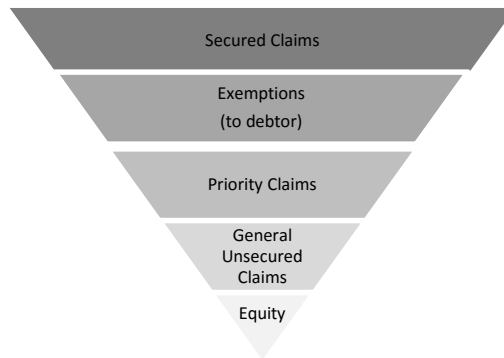 Secured Claims
Exemptions
(to debtor)
Priority Claims
General
Unsecured
Claims
Equity